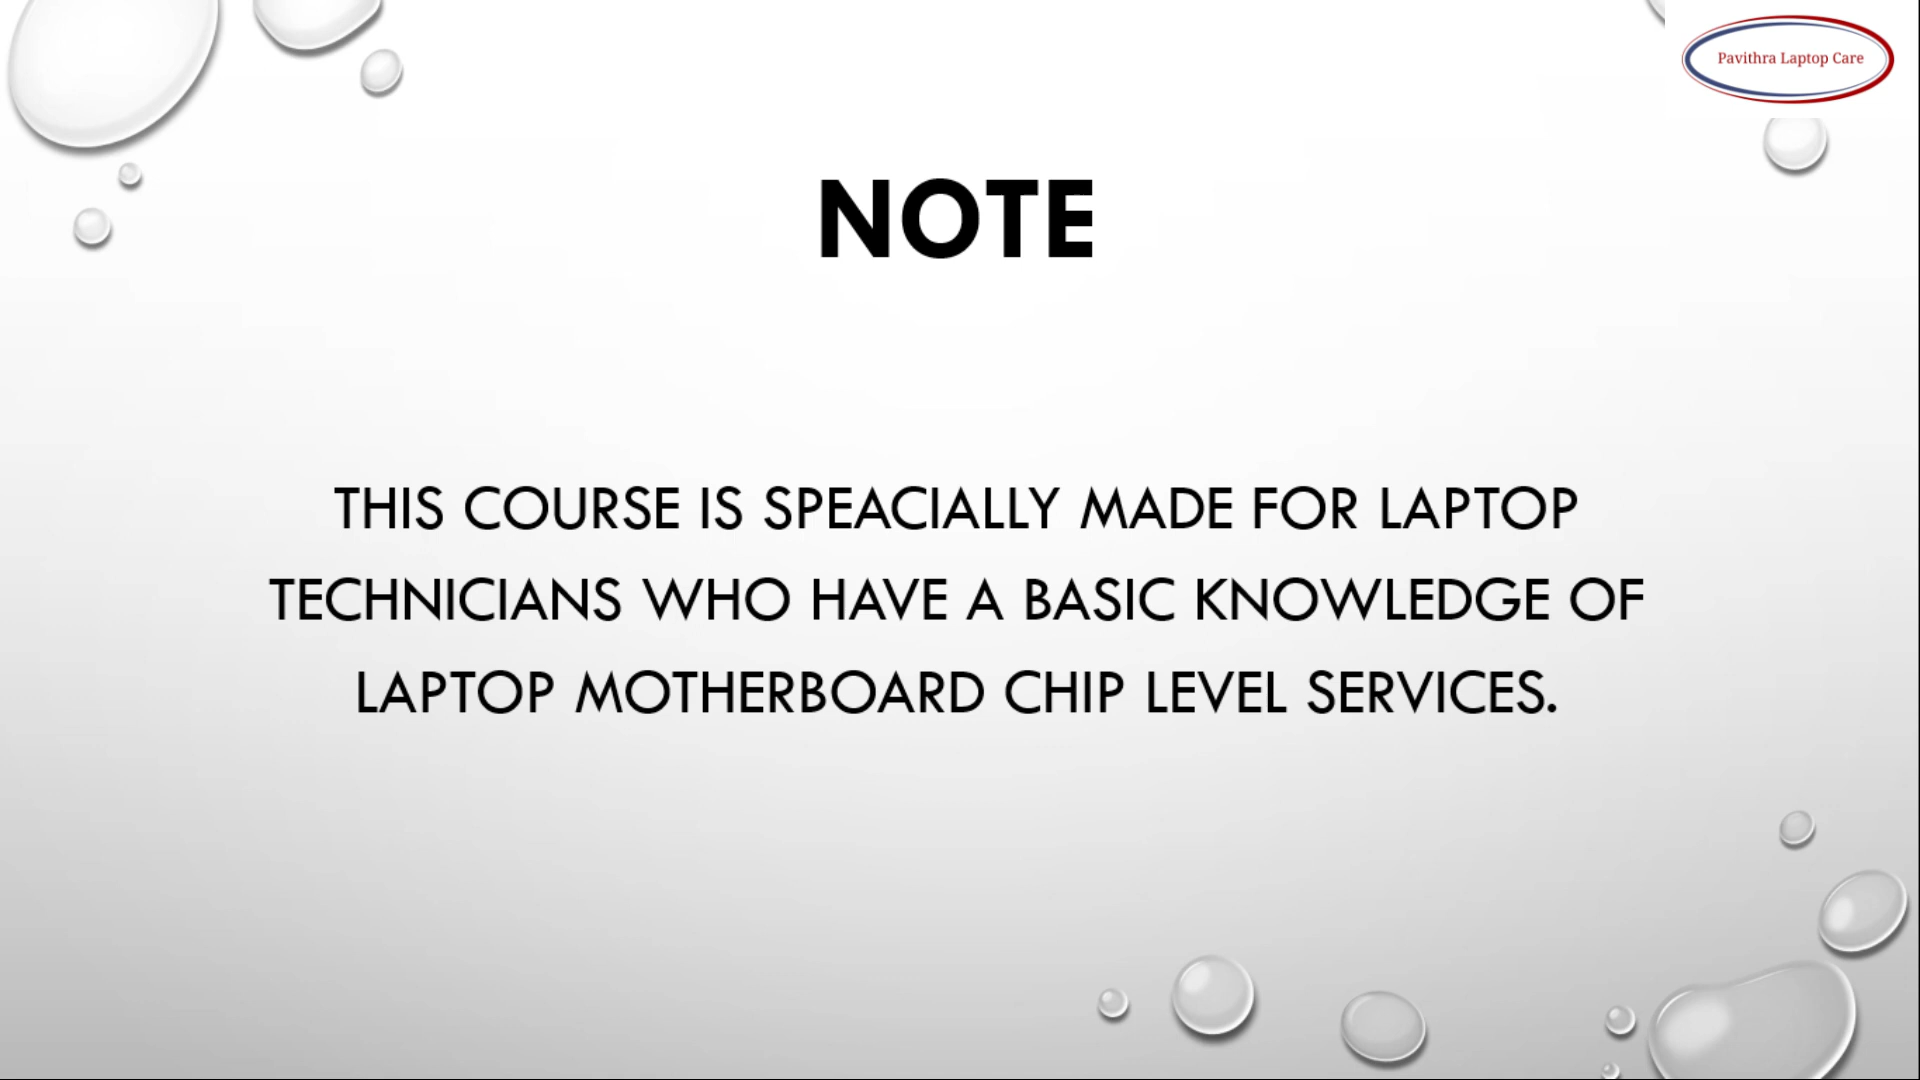 Pavithra Laptop Care
NOTE
THIS COURSE IS SPEACIALLY MADE FOR LAPTOP
TECHNICIANS WHO HAVE A BASIC KNOWLEDGE OF
LAPTOP MOTHERBOARD CHIP LEVEL SERVICES.